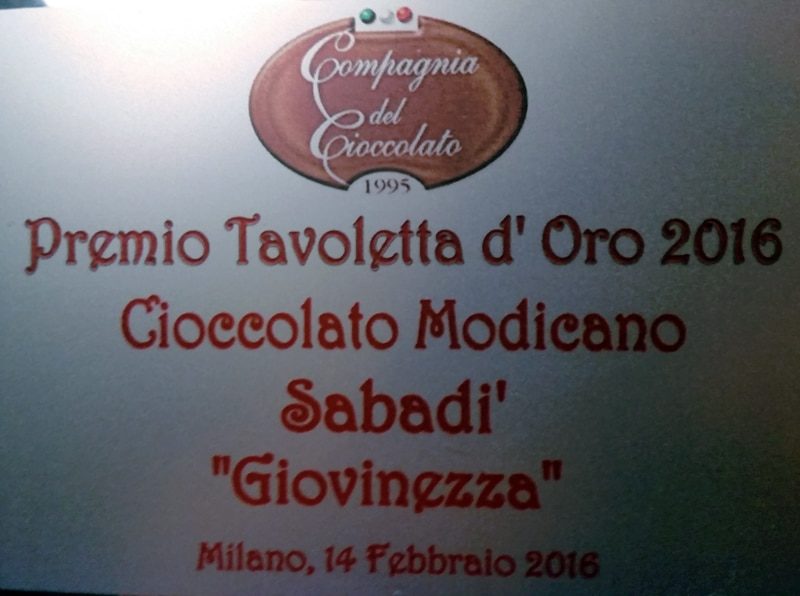 Compagnia
del
Cioccolato
1995
Premio Tavoletta d' Oro 2016
Cioccolato Modicano
Sabadi'
"Giovinezza"
Milano, 14 Febbraio 2016